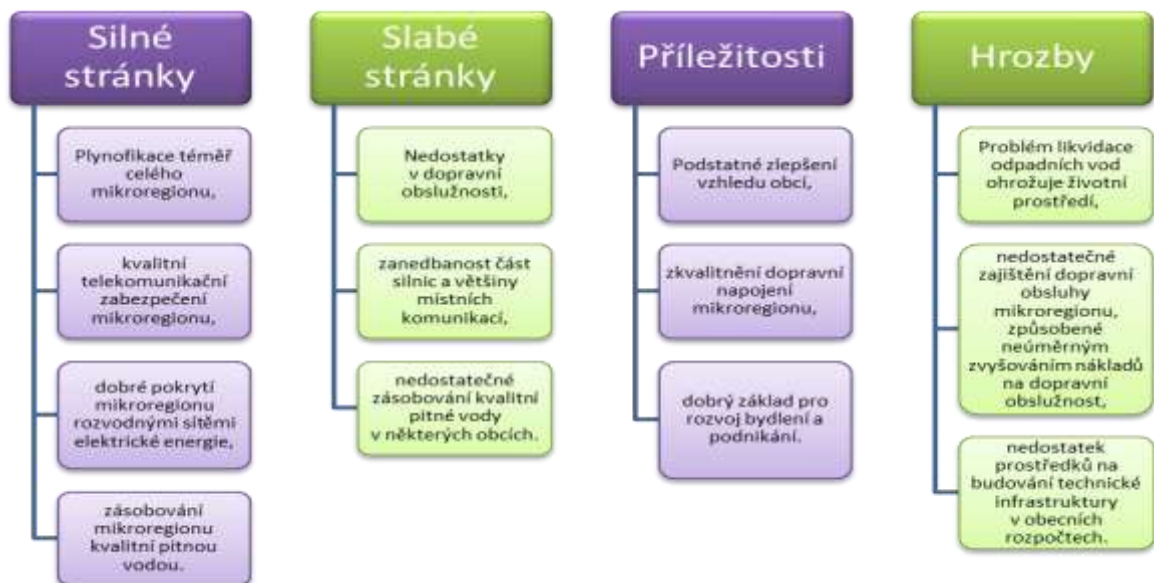 Silné
stránky
Plynofikace téměř
celého
mikroregionu,
kvalitní
telekomunikační
zabezpečení
mikroregionu,
dobré pokrytí
mikroregionu
rozvodnými sítěmi
elektrické energie,
zásobování
mikroregionu
kvalitní pitnou
vodou.
Slabé
stránky
Nedostatky
v dopravní
obslužnosti,
zanedbanost část
silnic a většiny
místních
komunikací,
nedostatečné
zásobování kvalitní
pitné vody
v některých obcích.
Příležitosti
Podstatné zlepšení
vzhledu obcí,
zkvalitnění dopravní
napojení
mikroregionu,
dobrý základ pro
rozvoj bydlení a
podnikání.
Hrozby
Problém likvidace
odpadních vod
ohrožuje životní
prostředí,
nedostatečné
zajištění dopravní
obsluhy
mikroregionu,
způsobené
neúměrným
zvyšováním nákladů
na dopravní
obslužnost,
nedostatek
prostředků na
budování technické
infrastruktury
v obecních
rozpočtech.